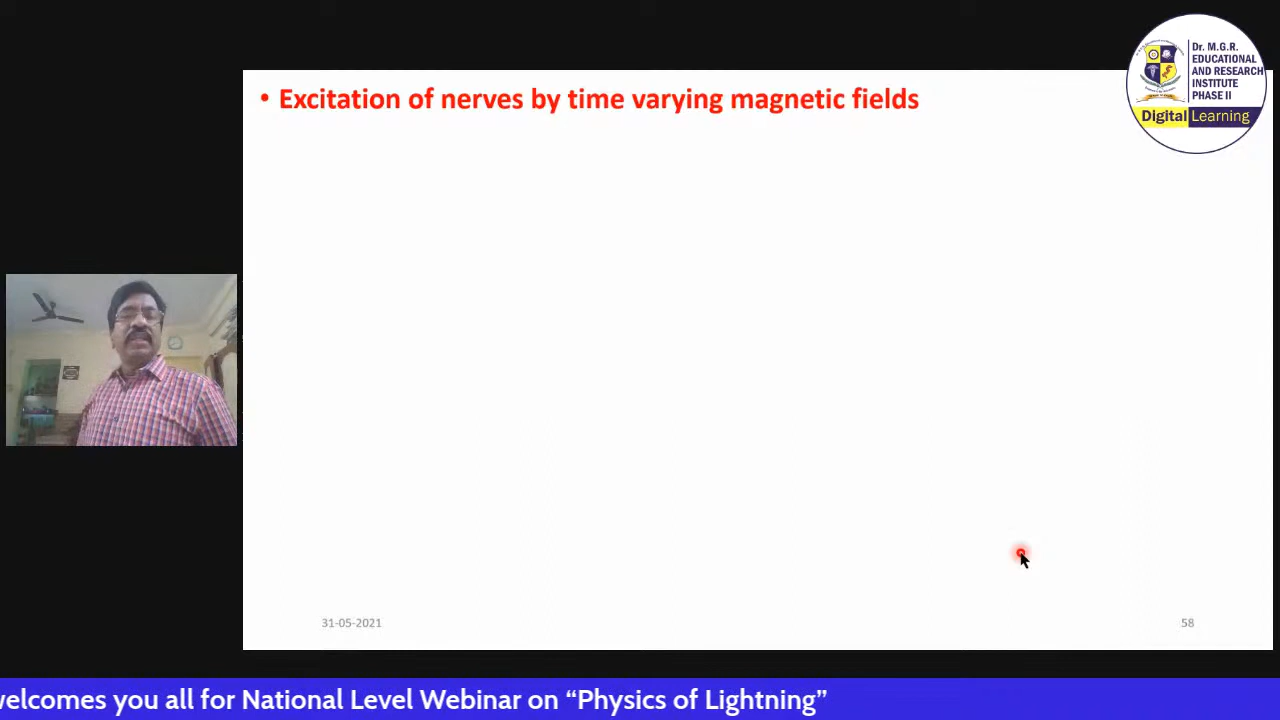 Dr. M.G.R.
EDUCATIONAL
AND RESEARCH
INSTITUTE
PHASE II
Digital Learning
• Excitation of nerves by time varying magnetic fields
31-05-2021
58
welcomes you all for National Level Webinar on “Physics of Lightning”